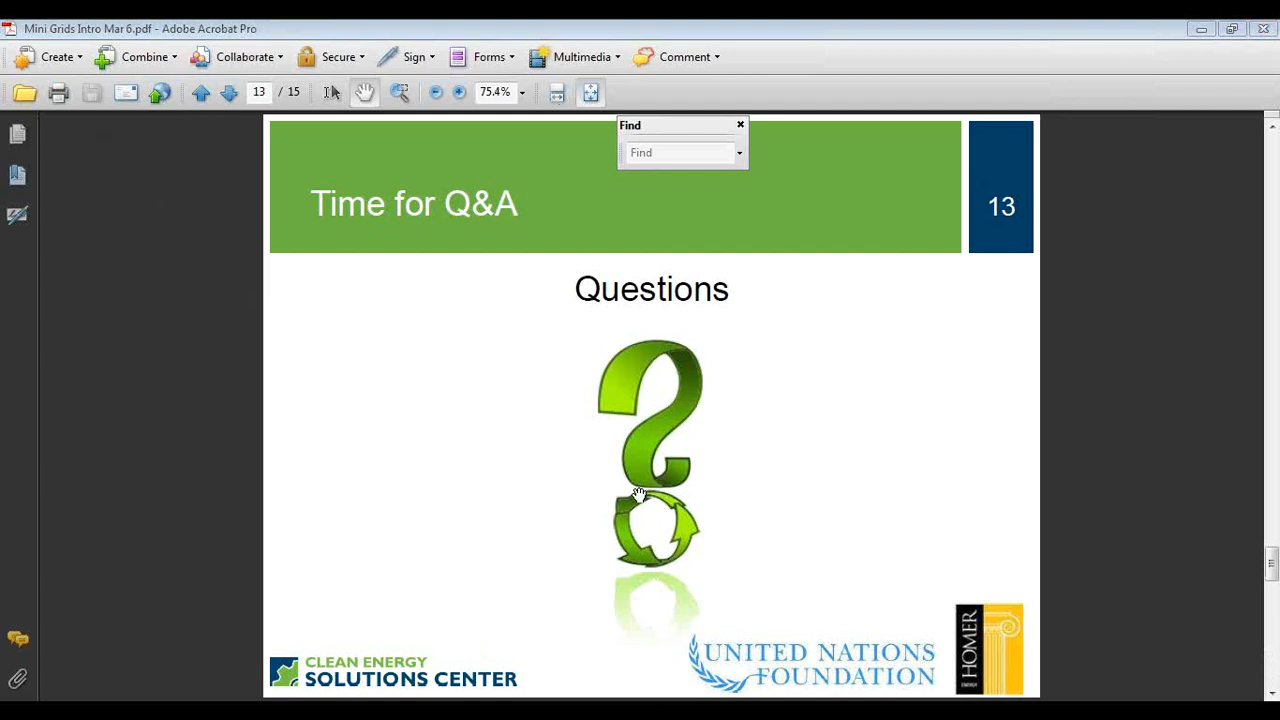 Mini Grids Intro Mar 6.pdf - Adobe Acrobat Pro
Create Combine Collaborate Secure Sign Forms Multimedia Comment
13 / 15 75.4%
Find
Find
Time for Q&A
13
Questions
CLEAN ENERGY
SOLUTIONS CENTER
UNITED NATIONS
FOUNDATION
HOMER
ENERGY